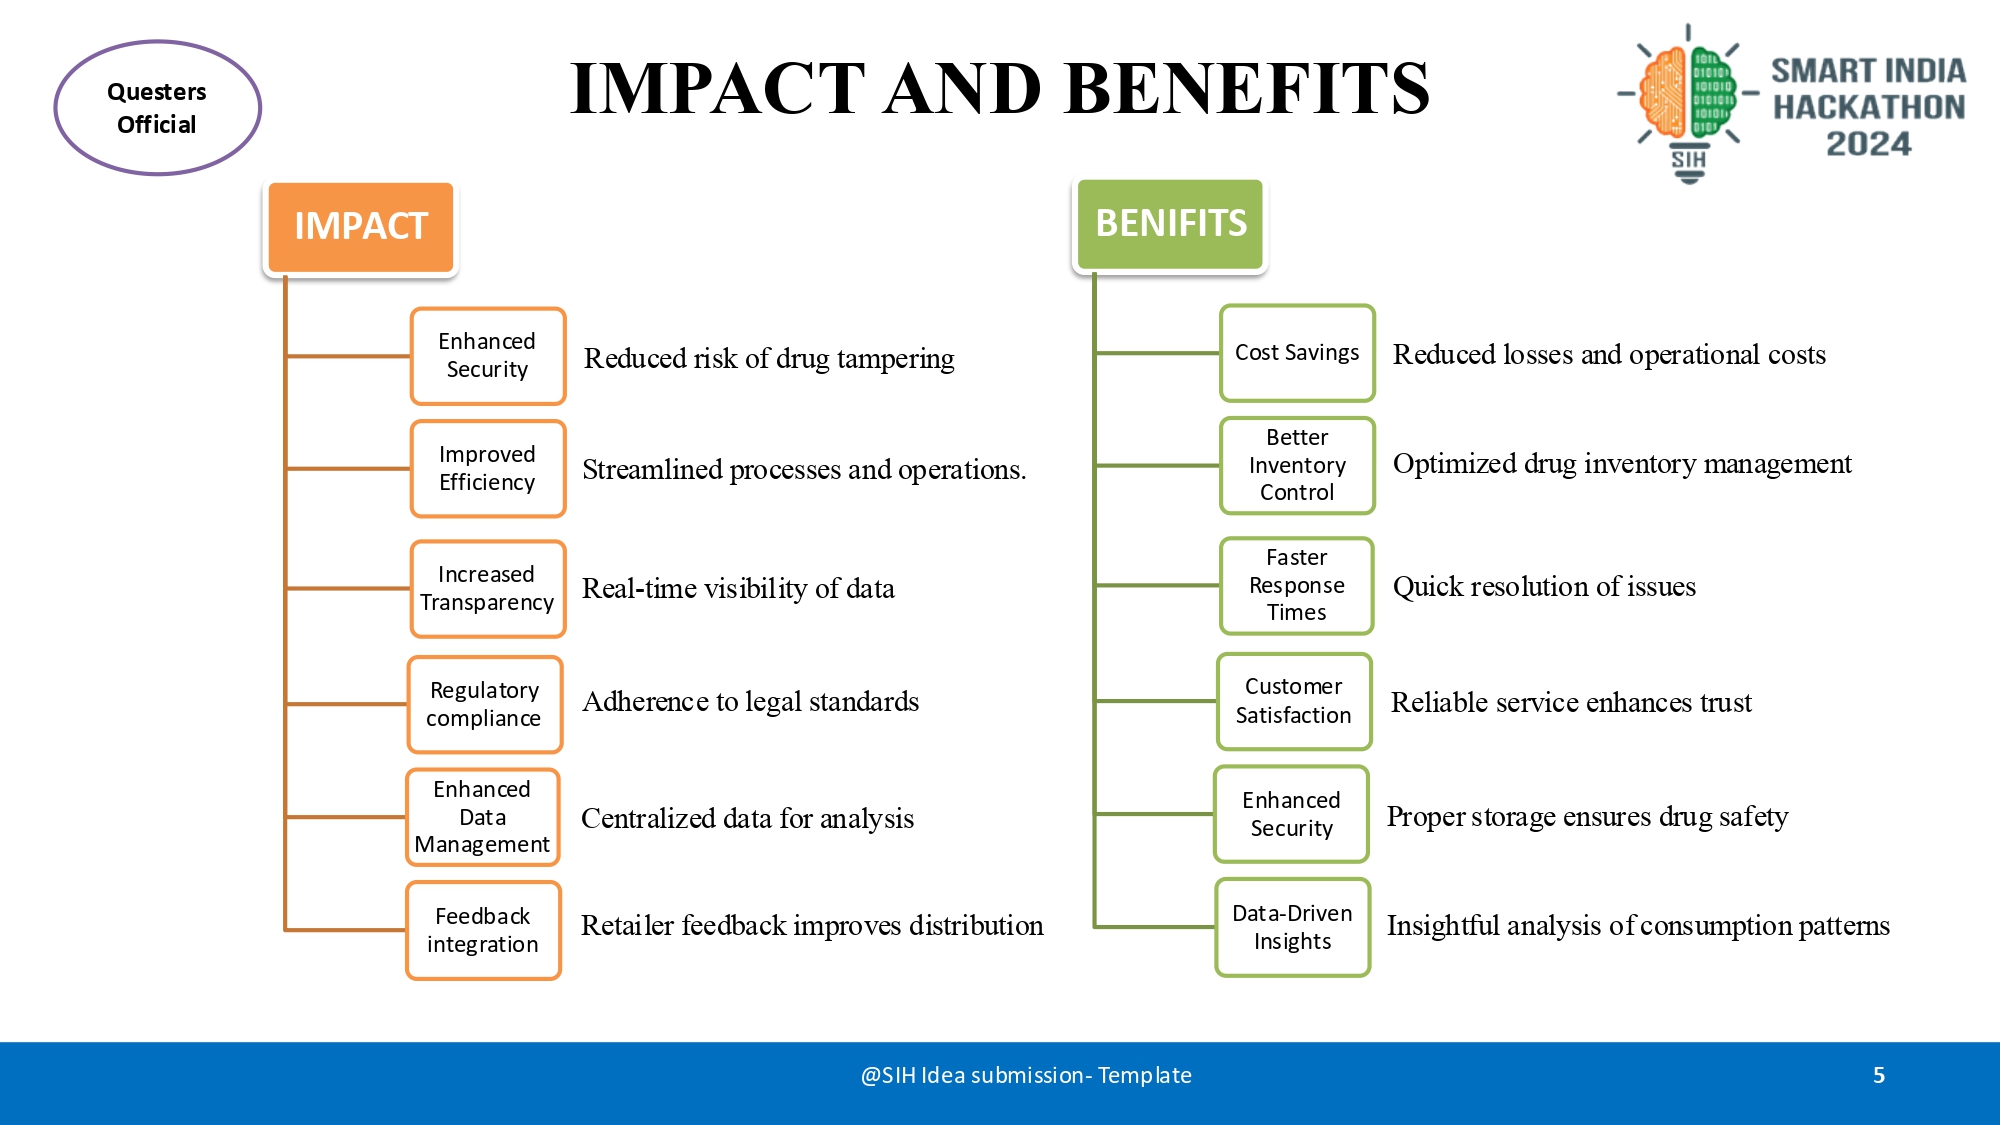 Questers
Official
IMPACT AND BENEFITS
SMART INDIA
HACKATHON
2024
SIH
IMPACT
Enhanced
Security
Reduced risk of drug tampering
Improved
Efficiency
Streamlined processes and operations.
Increased
Transparency
Real-time visibility of data
Regulatory
compliance
Adherence to legal standards
Enhanced
Data
Management
Centralized data for analysis
Feedback
integration
Retailer feedback improves distribution
BENIFITS
Cost Savings
Reduced losses and operational costs
Better
Inventory
Control
Optimized drug inventory management
Faster
Response
Times
Quick resolution of issues
Customer
Satisfaction
Reliable service enhances trust
Enhanced
Security
Proper storage ensures drug safety
Data-Driven
Insights
Insightful analysis of consumption patterns
@SIH Idea submission- Template
5